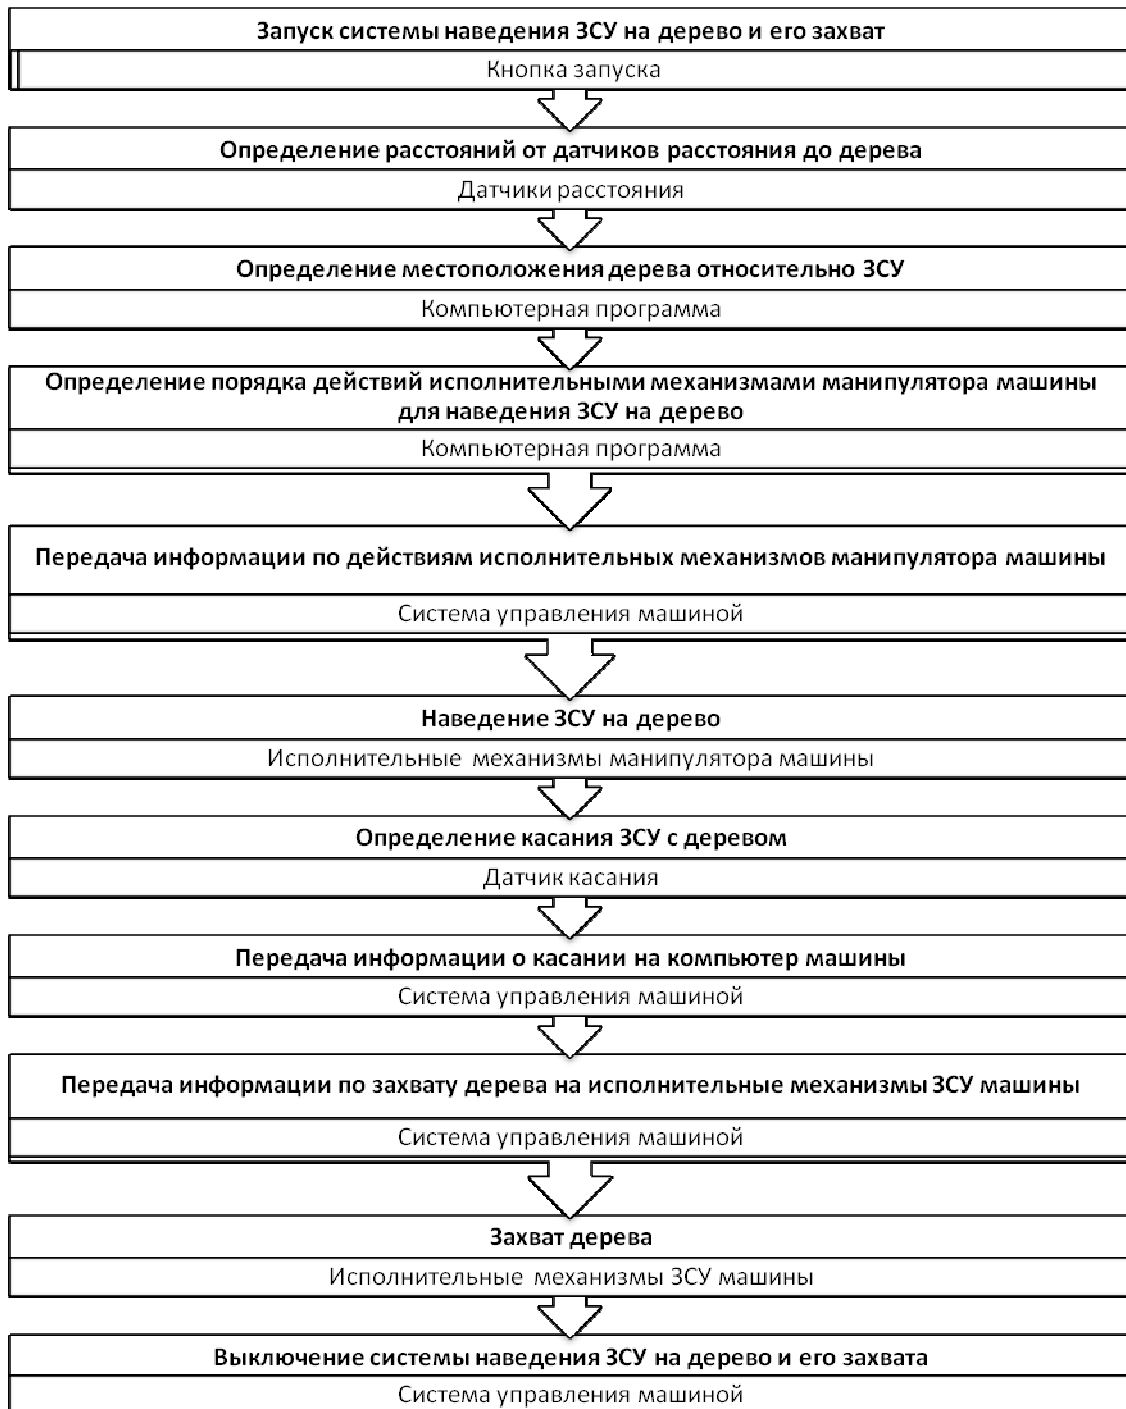 Запуск системы наведения ЗСУ на дерево и его захват
Кнопка запуска
Определение расстояний от датчиков расстояния до дерева
Датчики расстояния
Определение местоположения дерева относительно ЗСУ
Компьютерная программа
Определение порядка действий исполнительными механизмами манипулятора машины
для наведения ЗСУ на дерево
Компьютерная программа
Передача информации по действиям исполнительных механизмов манипулятора машины
Система управления машиной
Наведение ЗСУ на дерево
Исполнительные механизмы манипулятора машины
Определение касания ЗСУ с деревом
Датчик касания
Передача информации о касании на компьютер машины
Система управления машиной
Передача информации по захвату дерева на исполнительные механизмы ЗСУ машины
Система управления машиной
Захват дерева
Исполнительные механизмы ЗСУ машины
Выключение системы наведения ЗСУ на дерево и его захвата
Система управления машиной